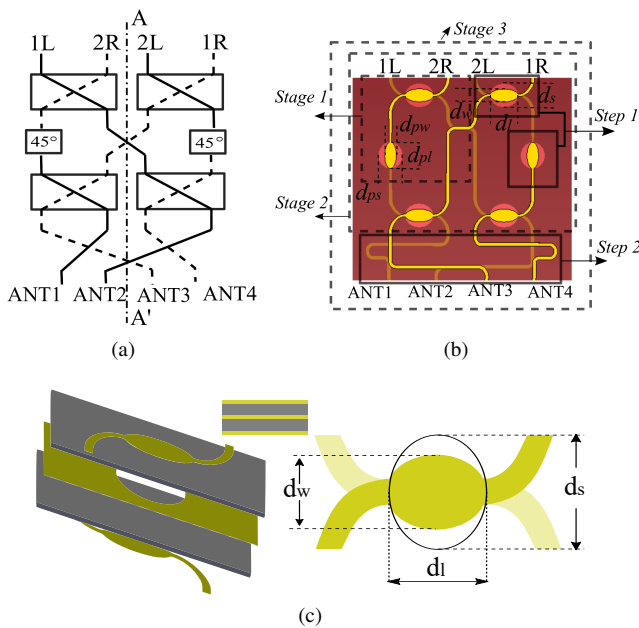 A
1L 2R 2L 1R
45°
45°
ANT1 ANT2 ANT3 ANT4
A'
(a)
Stage 3
1L 2R 2L 1R
Stage 1
ds
dw
dl
Step 1
dpw
dpl
dps
Stage 2
Step 2
ANT1 ANT2 ANT3 ANT4
(b)
dw
ds
dl
(c)